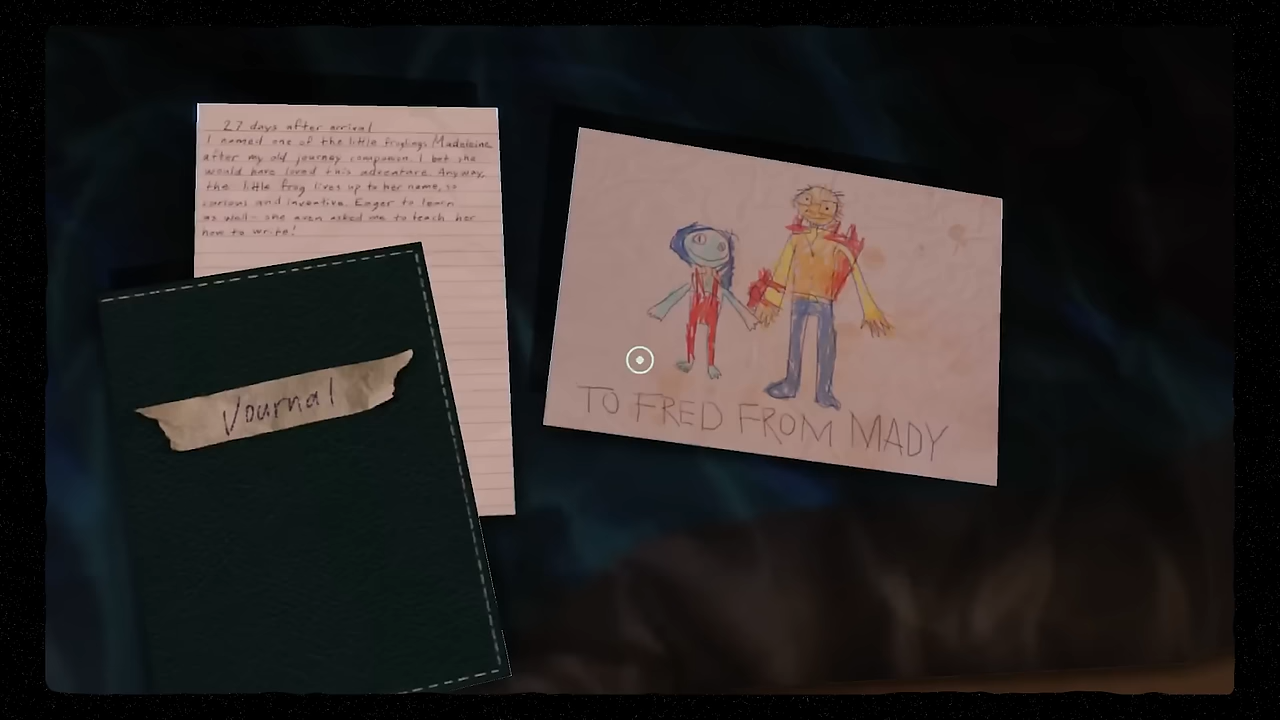 27 days after arrival
I named one of the little froglings Madeleine
after my old journey companion. I bet she
would have loved this adventure. Anyway,
the little frog lives up to her name, so
curious and inventive. Eager to learn
as well - she even asked me to teach her
how to write!
Journal
TO FRED FROM MADY